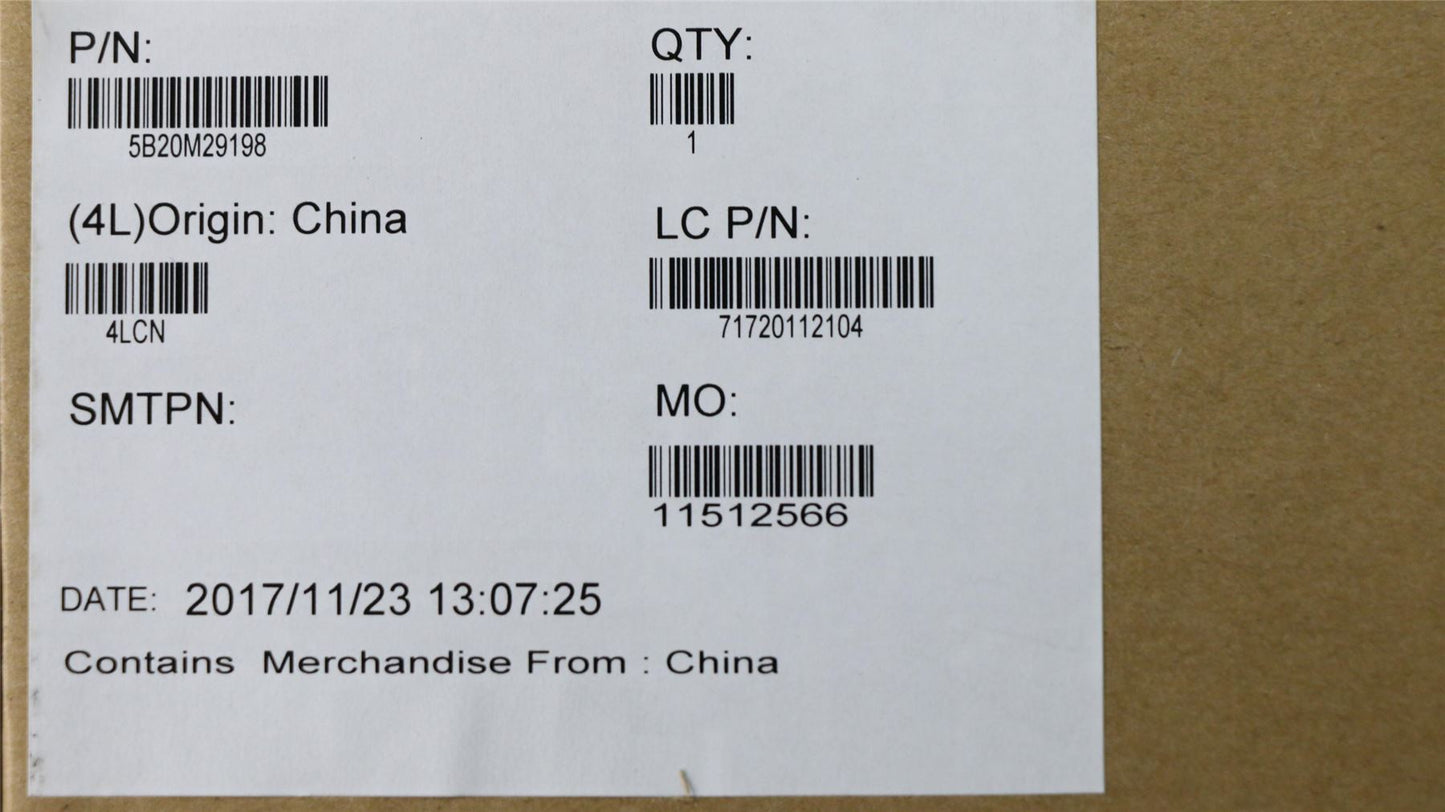 P/N:
5B20M29198
QTY:
1
(4L)Origin: China
4LCN
LC P/N:
71720112104
SMTPN:
MO:
11512566
DATE: 2017/11/23 13:07:25
Contains Merchandise From : China